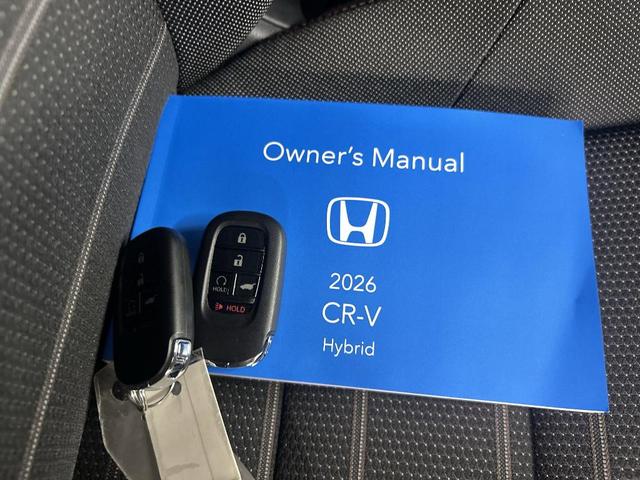 Owner's Manual
2026
CR-V
Hybrid
HOLD
HOLD